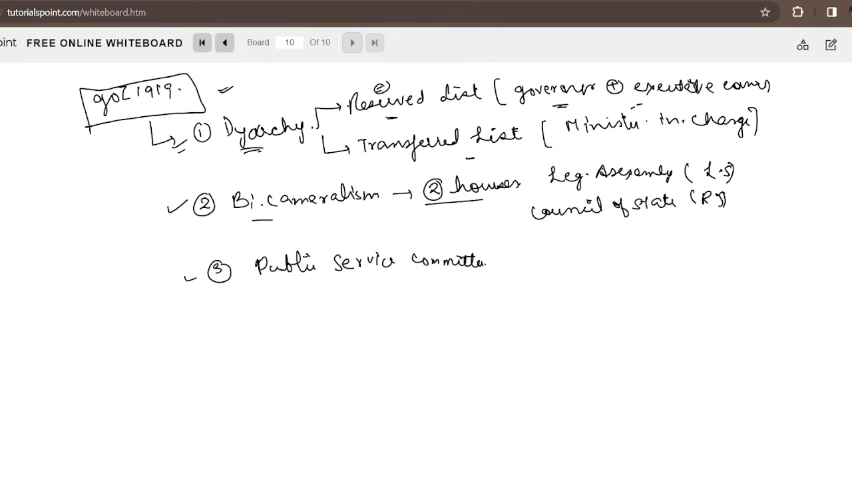 tutorialspoint.com/whiteboard.htm
oint FREE ONLINE WHITEBOARD Board 10 Of 10
goI 1919.
① Dyarchy. Reserved List [ governor + executive
Transferred List [ Minister. in. charge ]
② Bi.cameralism → ② houses Leg. Assembly ( L.S )
Council of State ( R.S )
③ Public Service committee